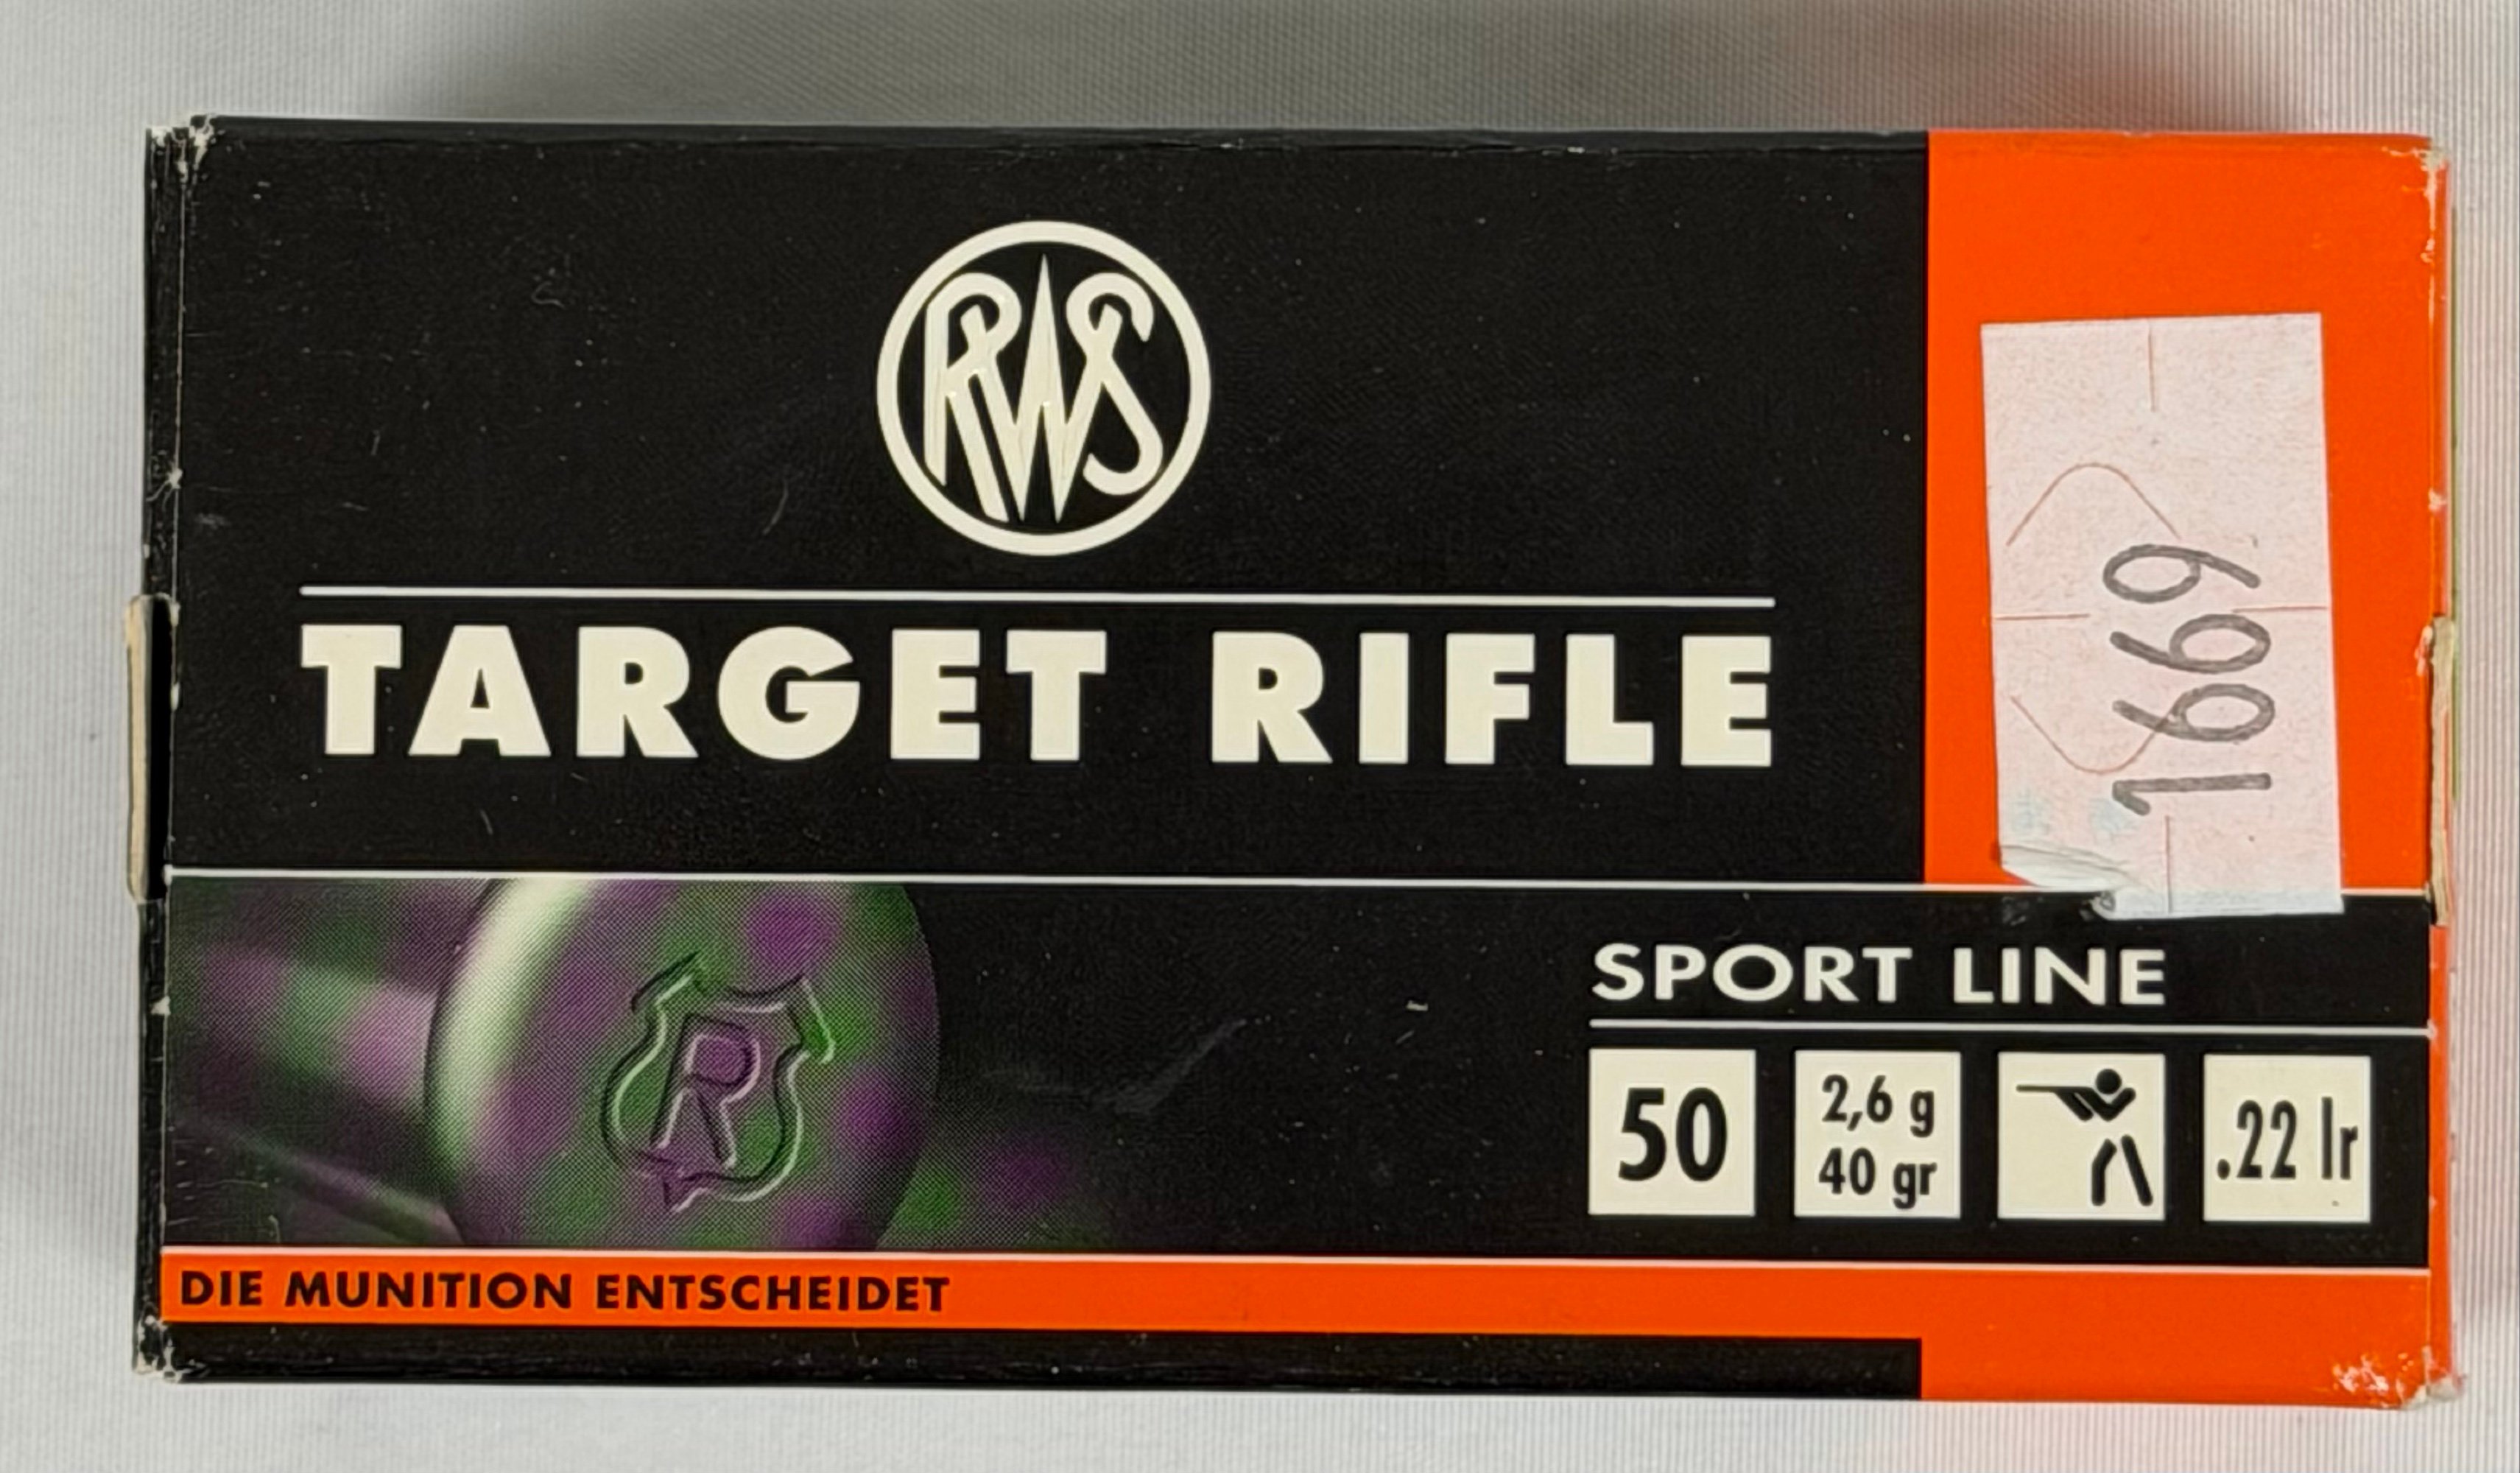 RWS
TARGET RIFLE
1669
R
SPORT LINE
50
2,6 g
40 gr
.22 lr
DIE MUNITION ENTSCHEIDET